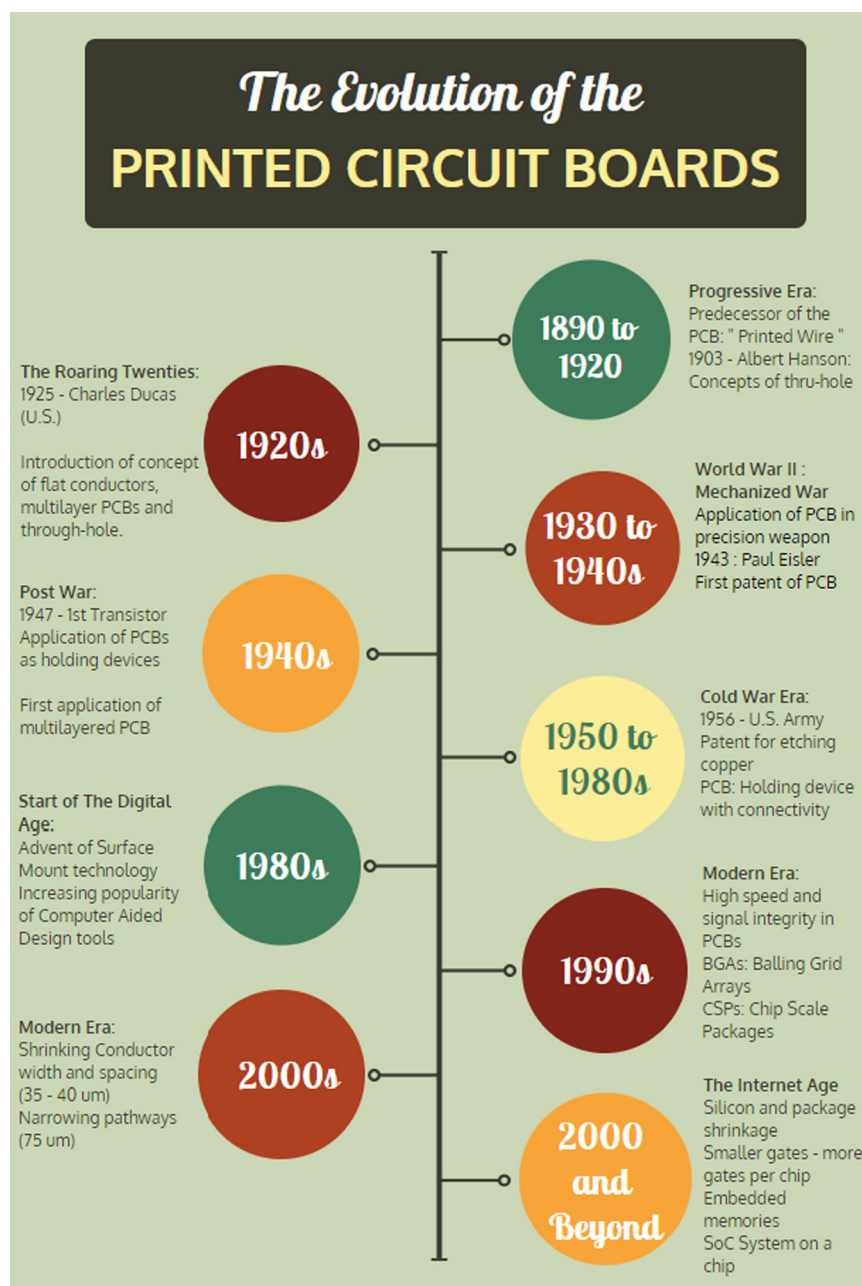 The Evolution of the
PRINTED CIRCUIT BOARDS
1890 to
1920
Progressive Era:
Predecessor of the
PCB: " Printed Wire "
1903 - Albert Hanson:
Concepts of thru-hole
The Roaring Twenties:
1925 - Charles Ducas
(U.S.)
Introduction of concept
of flat conductors,
multilayer PCBs and
through-hole.
1920s
1930 to
1940s
World War II :
Mechanized War
Application of PCB in
precision weapon
1943 : Paul Eisler
First patent of PCB
Post War:
1947 - 1st Transistor
Application of PCBs
as holding devices
First application of
multilayered PCB
1940s
1950 to
1980s
Cold War Era:
1956 - U.S. Army
Patent for etching
copper
PCB: Holding device
with connectivity
Start of The Digital
Age:
Advent of Surface
Mount technology
Increasing popularity
of Computer Aided
Design tools
1980s
1990s
Modern Era:
High speed and
signal integrity in
PCBs
BGAs: Balling Grid
Arrays
CSPs: Chip Scale
Packages
Modern Era:
Shrinking Conductor
width and spacing
(35 - 40 um)
Narrowing pathways
(75 um)
2000s
2000
and
Beyond
The Internet Age
Silicon and package
shrinkage
Smaller gates - more
gates per chip
Embedded
memories
SoC System on a
chip